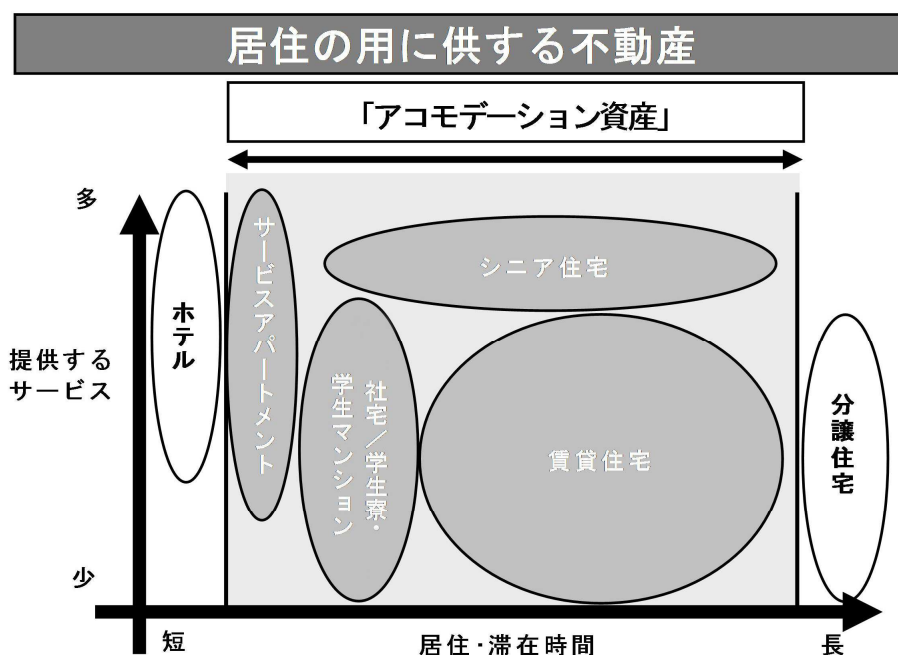 居住の用に供する不動産
「アコモデーション資産」
多
提供する
サービス
少
ホテル
サービスアパートメント
シニア住宅
社宅／学生寮・
学生マンション
賃貸住宅
分譲住宅
短
居住・滞在時間
長